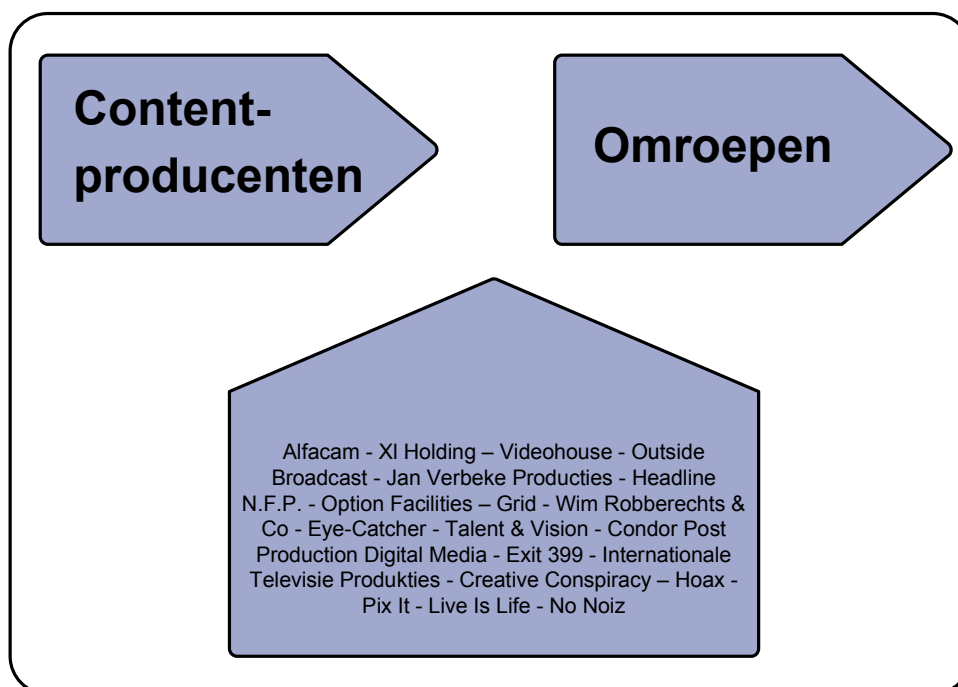 Content-
producenten
Omroepen
Alfacam - Xl Holding – Videohouse - Outside
Broadcast - Jan Verbeke Producties - Headline
N.F.P. - Option Facilities – Grid - Wim Robberechts &
Co - Eye-Catcher - Talent & Vision - Condor Post
Production Digital Media - Exit 399 - Internationale
Televisie Produkties - Creative Conspiracy – Hoax -
Pix It - Live Is Life - No Noiz